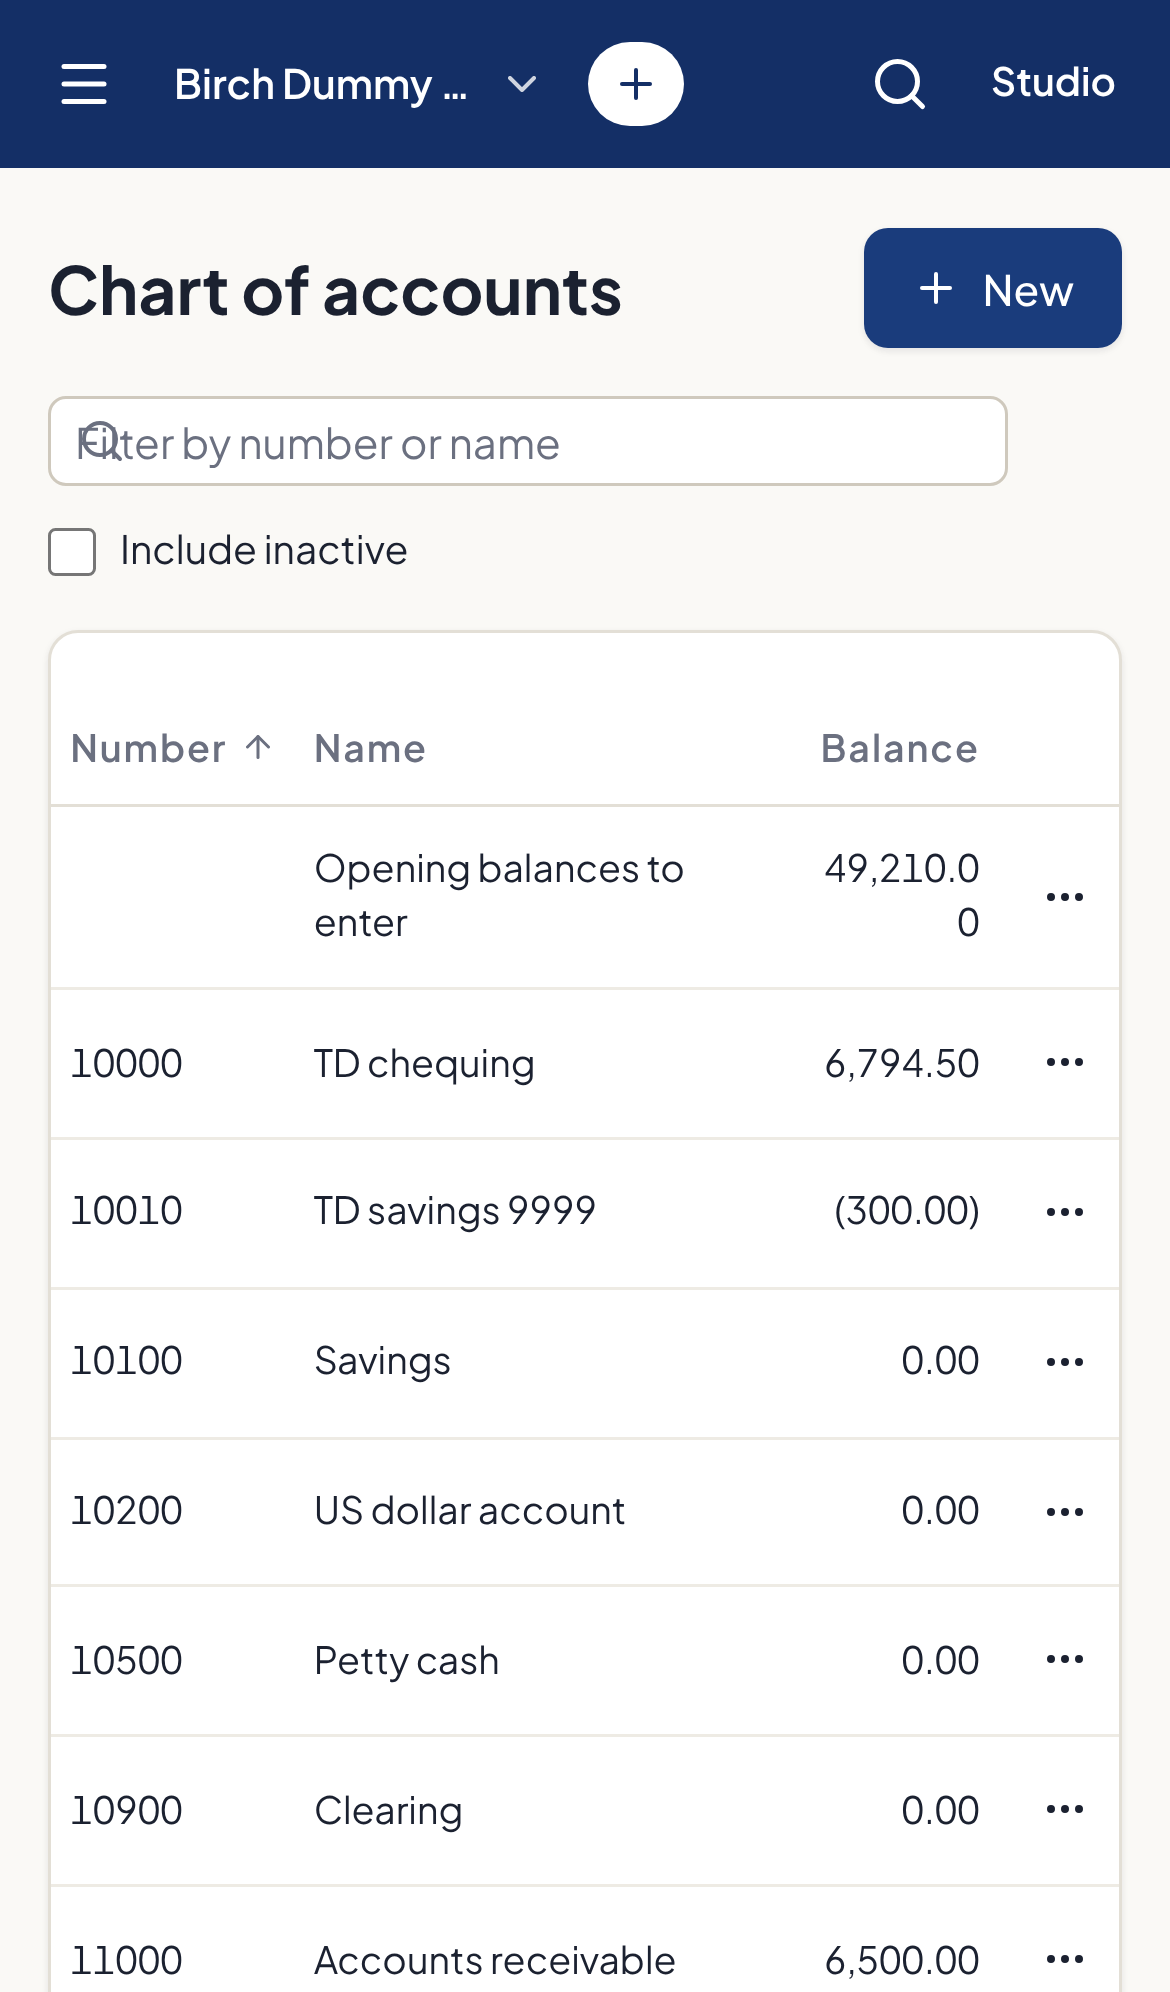 Birch Dummy ...
Studio
Chart of accounts
New
Filter by number or name
Include inactive
Number Name Balance
Opening balances to 49,210.0
enter 0
10000 TD chequing 6,794.50
10010 TD savings 9999 (300.00)
10100 Savings 0.00
10200 US dollar account 0.00
10500 Petty cash 0.00
10900 Clearing 0.00
11000 Accounts receivable 6,500.00